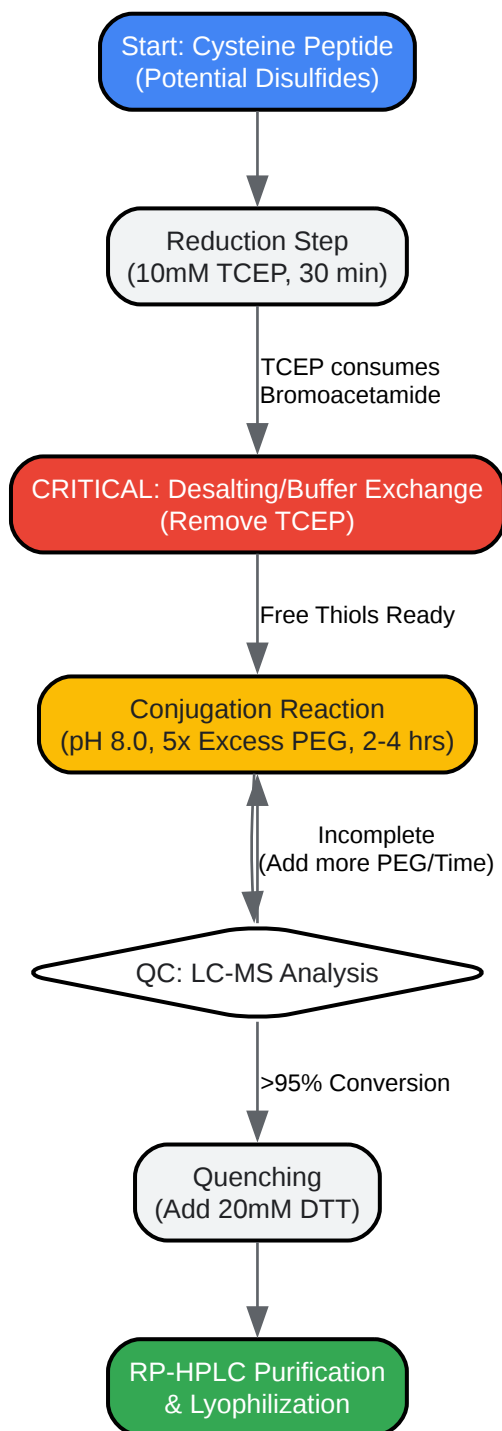 Start: Cysteine Peptide
(Potential Disulfides)
Reduction Step
(10mM TCEP, 30 min)
TCEP consumes
Bromoacetamide
CRITICAL: Desalting/Buffer Exchange
(Remove TCEP)
Free Thiols Ready
Conjugation Reaction
(pH 8.0, 5x Excess PEG, 2-4 hrs)
Incomplete
(Add more PEG/Time)
QC: LC-MS Analysis
>95% Conversion
Quenching
(Add 20mM DTT)
RP-HPLC Purification
& Lyophilization